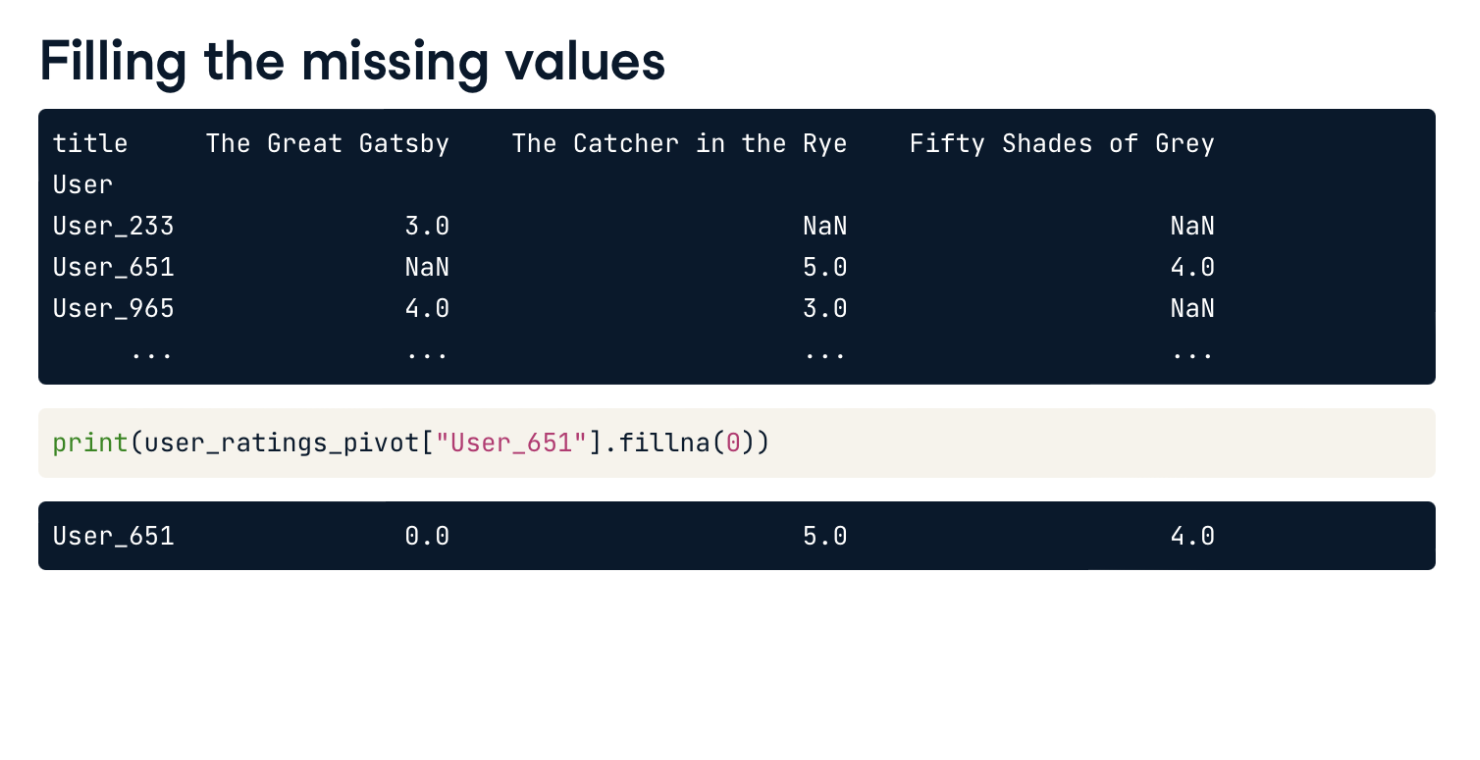 Filling the missing values
title     The Great Gatsby    The Catcher in the Rye    Fifty Shades of Grey
User
User_233               3.0                       NaN                     NaN
User_651               NaN                       5.0                     4.0
User_965               4.0                       3.0                     NaN
     ...               ...                       ...                     ...
print(user_ratings_pivot["User_651"].fillna(0))
User_651               0.0                       5.0                     4.0